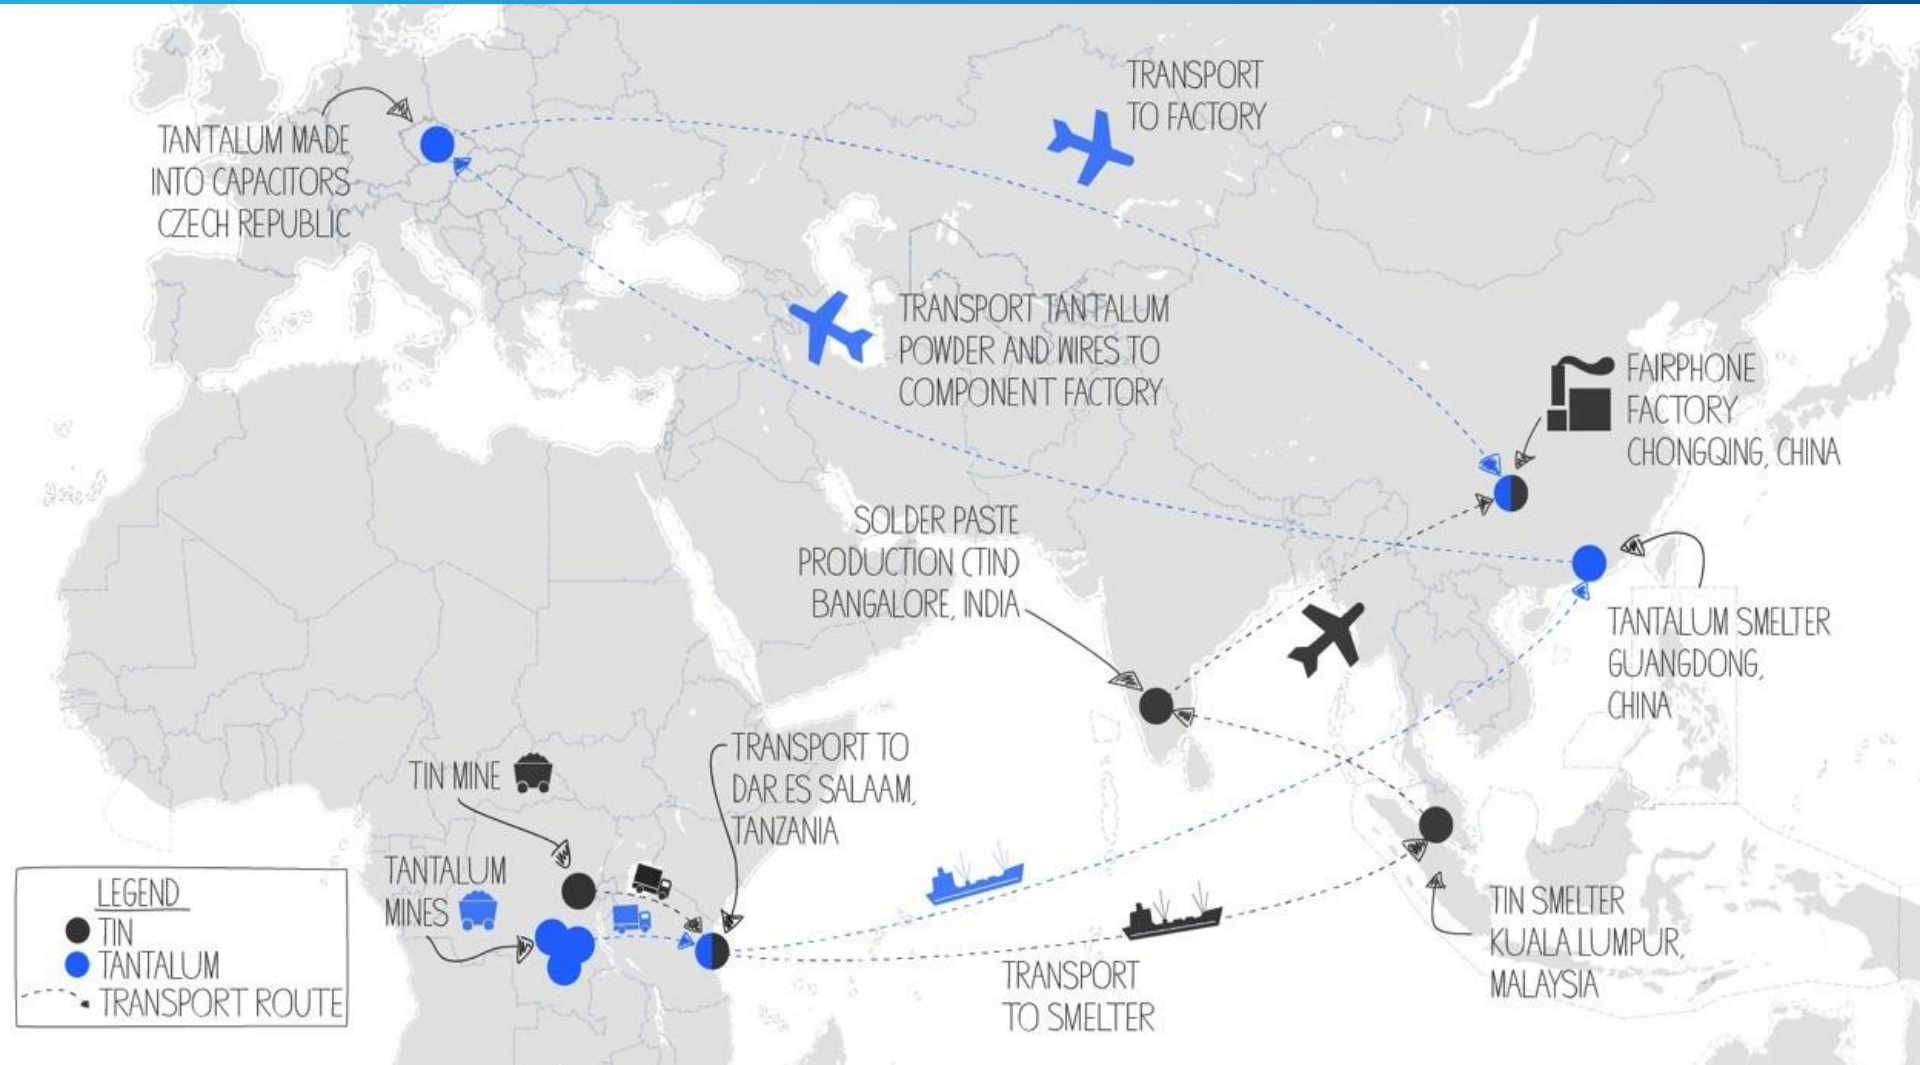 TRANSPORT
TO FACTORY
TANTALUM MADE
INTO CAPACITORS
CZECH REPUBLIC
TRANSPORT TANTALUM
POWDER AND WIRES TO
COMPONENT FACTORY
FAIRPHONE
FACTORY
CHONGQING, CHINA
SOLDER PASTE
PRODUCTION (TIN)
BANGALORE, INDIA
TANTALUM SMELTER
GUANGDONG,
CHINA
TIN MINE
TRANSPORT TO
DAR ES SALAAM,
TANZANIA
TANTALUM
MINES
TIN SMELTER
KUALA LUMPUR,
MALAYSIA
TRANSPORT
TO SMELTER
LEGEND
TIN
TANTALUM
TRANSPORT ROUTE